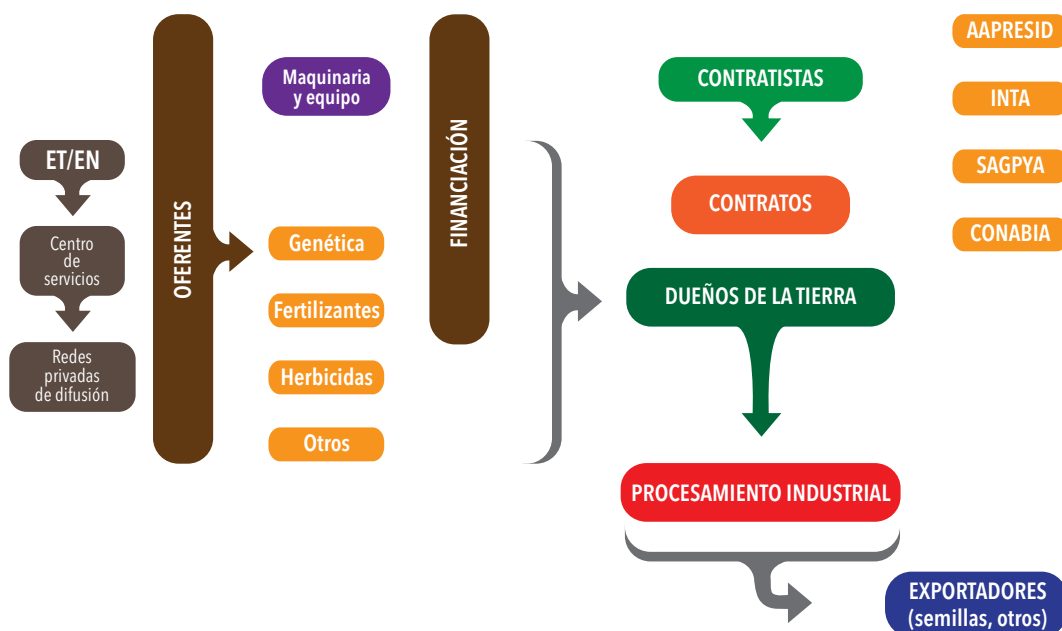 ET/EN
Centro
de
servicios
Redes
privadas
de difusión
OFERENTES
Maquinaria
y equipo
Genética
Fertilizantes
Herbicidas
Otros
FINANCIACIÓN
CONTRATISTAS
CONTRATOS
DUEÑOS DE LA TIERRA
PROCESAMIENTO INDUSTRIAL
EXPORTADORES
(semillas, otros)
AAPRESID
INTA
SAGPYA
CONABIA